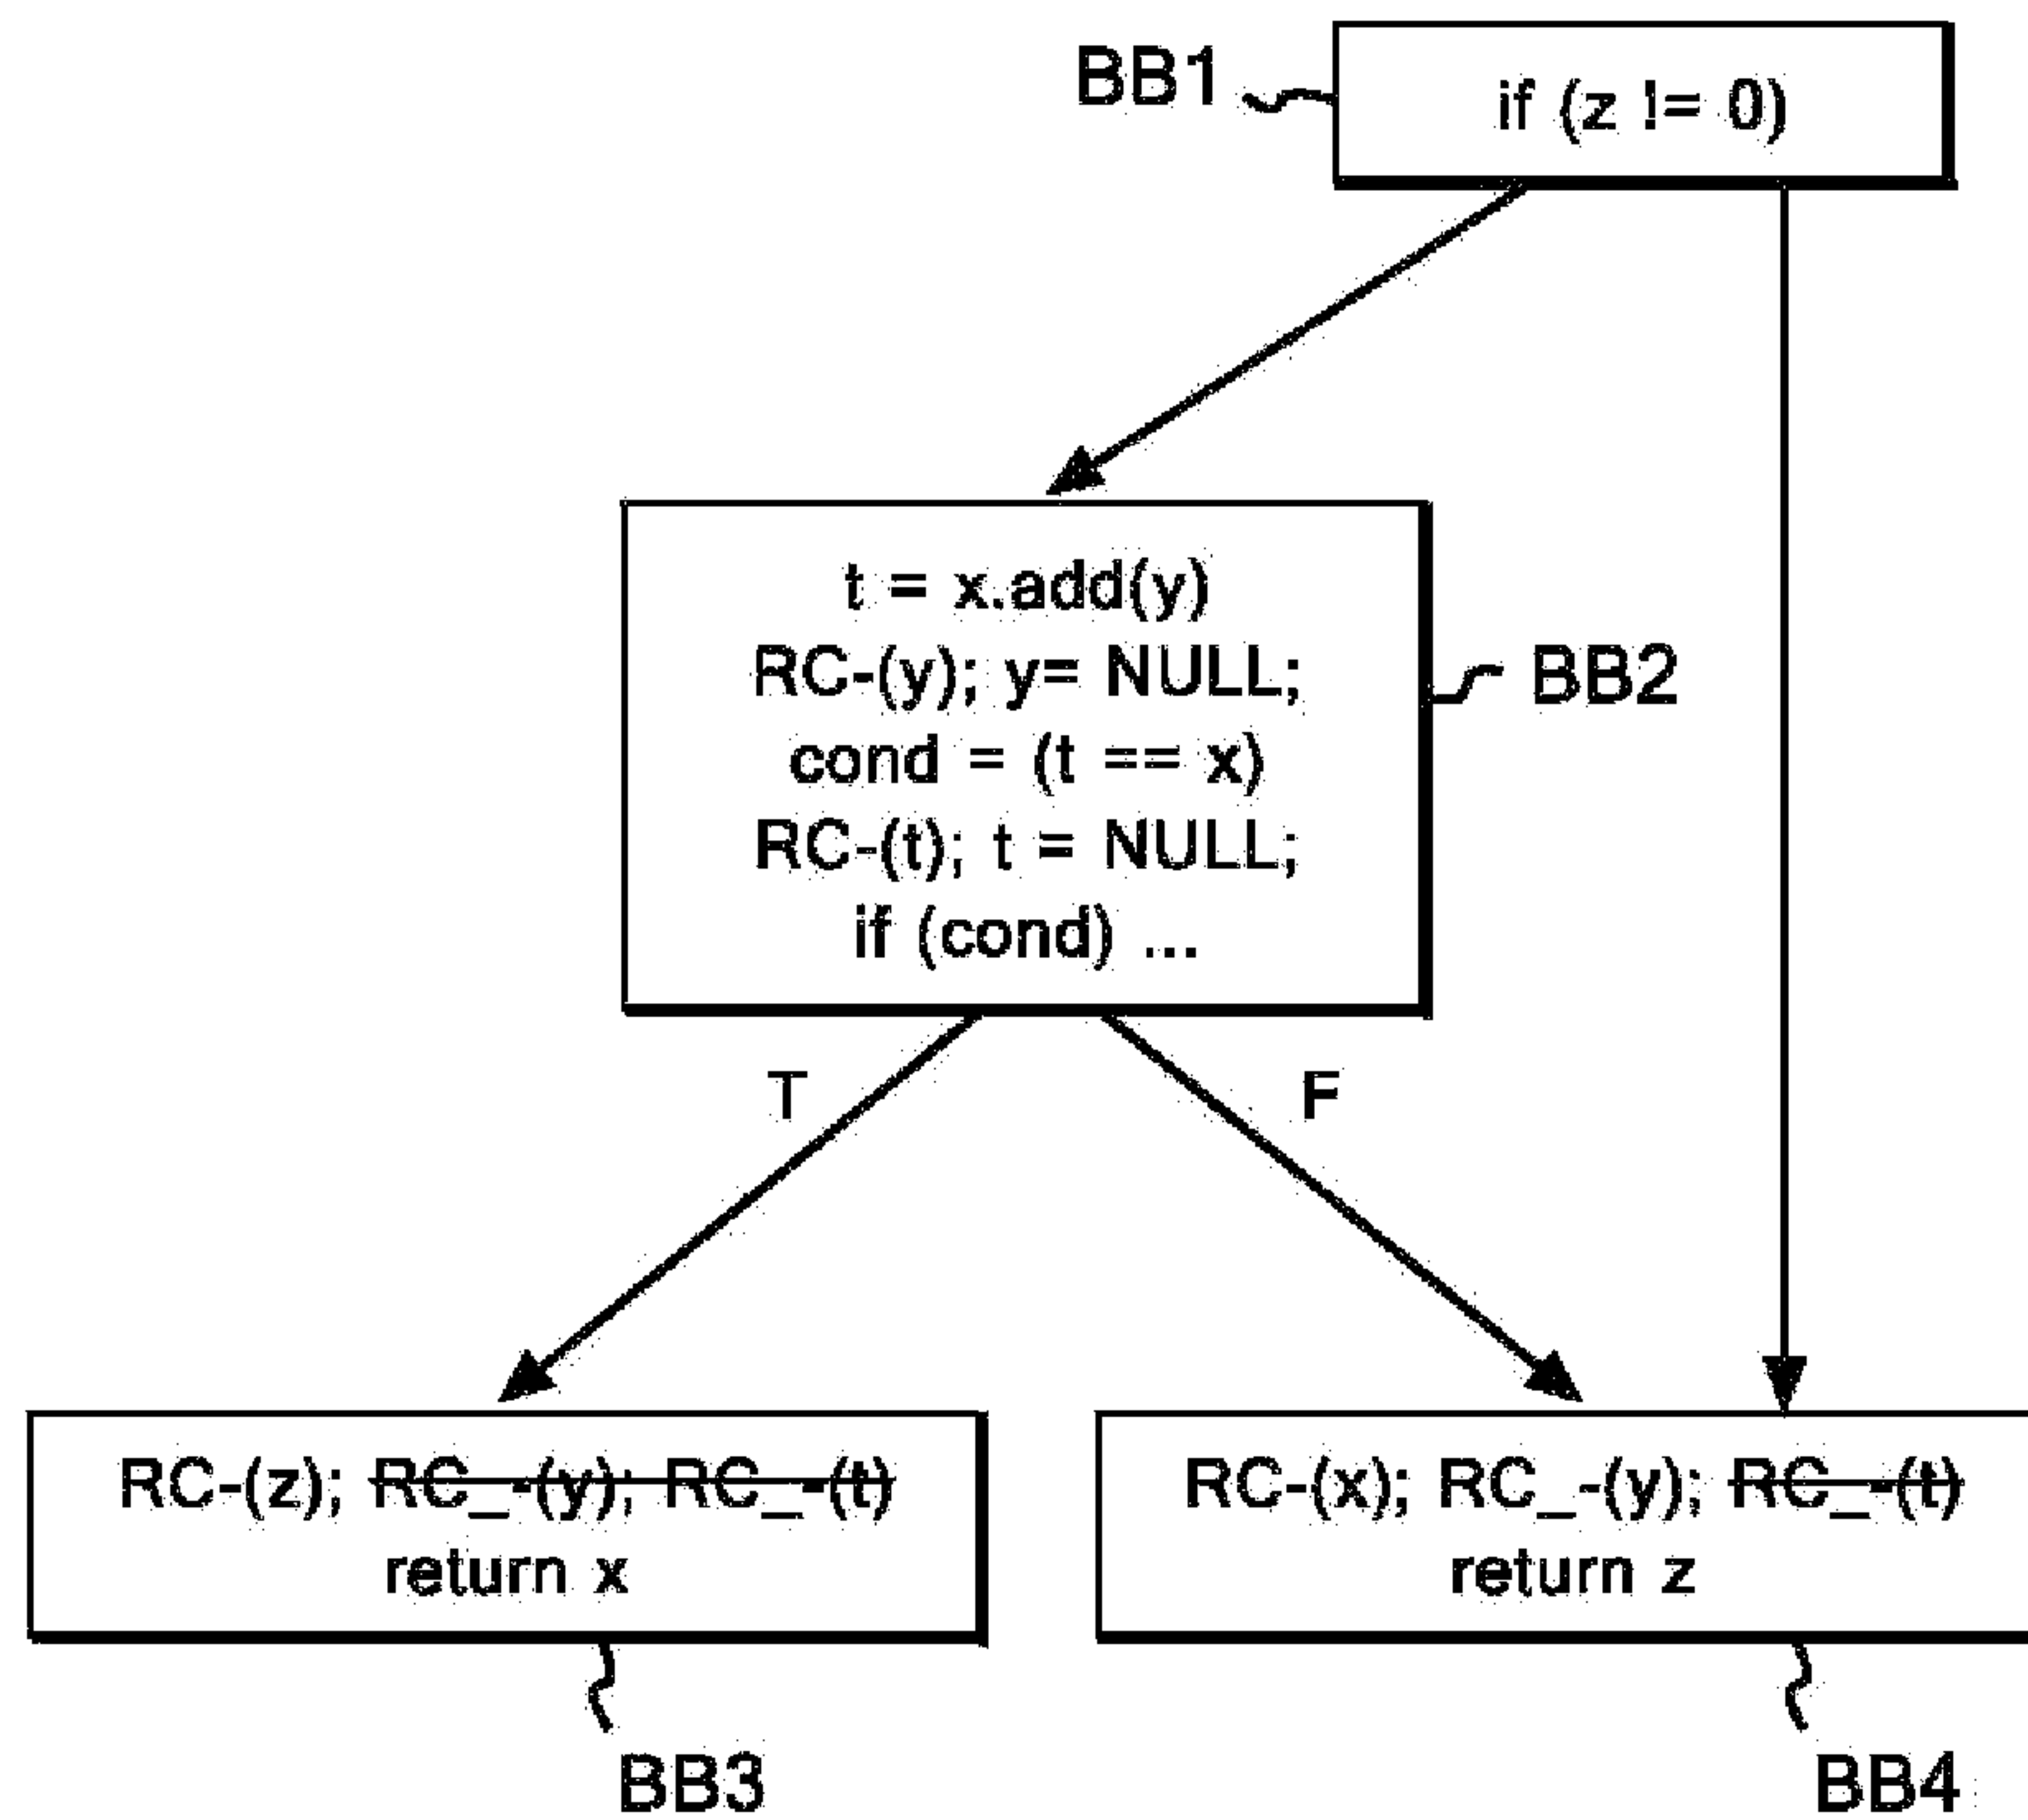 BB1
if (z != 0)
t = x.add(y)
RC-(y); y= NULL;
cond = (t == x)
RC-(t); t = NULL;
if (cond) ...
BB2
T
F
RC-(z); RC_-(y); RC_-(t)
return x
RC-(x); RC_-(y); RC_-(t)
return z
BB3
BB4